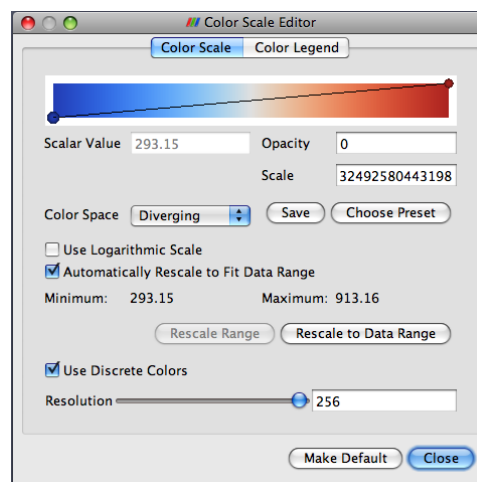 Color Scale Editor
Color Scale Color Legend
Scalar Value 293.15 Opacity 0
Scale 32492580443198
Color Space Diverging Save Choose Preset
Use Logarithmic Scale
Automatically Rescale to Fit Data Range
Minimum: 293.15 Maximum: 913.16
Rescale Range Rescale to Data Range
Use Discrete Colors
Resolution 256
Make Default Close